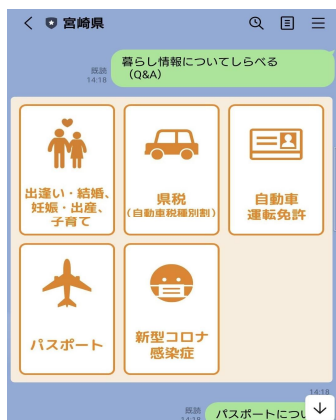 宮崎県
暮らし情報についてしらべる
（Q&A）
既読
14:18
出逢い・結婚、
妊娠・出産、
子育て
県税
（自動車税種別割）
自動車
運転免許
パスポート
新型コロナ
感染症
14:18
既読
14:18
パスポートについ